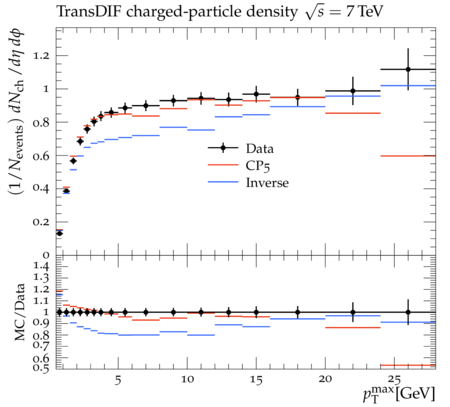 TransDIF charged-particle density √s = 7 TeV
(1/N_events) dN_ch/dη dφ
1.2
1
0.8
0.6
0.4
0.2
0
Data
CP5
Inverse
MC/Data
1.4
1.3
1.2
1.1
1
0.9
0.8
0.7
0.6
0.5
5 10 15 20 25
p_T^max[GeV]